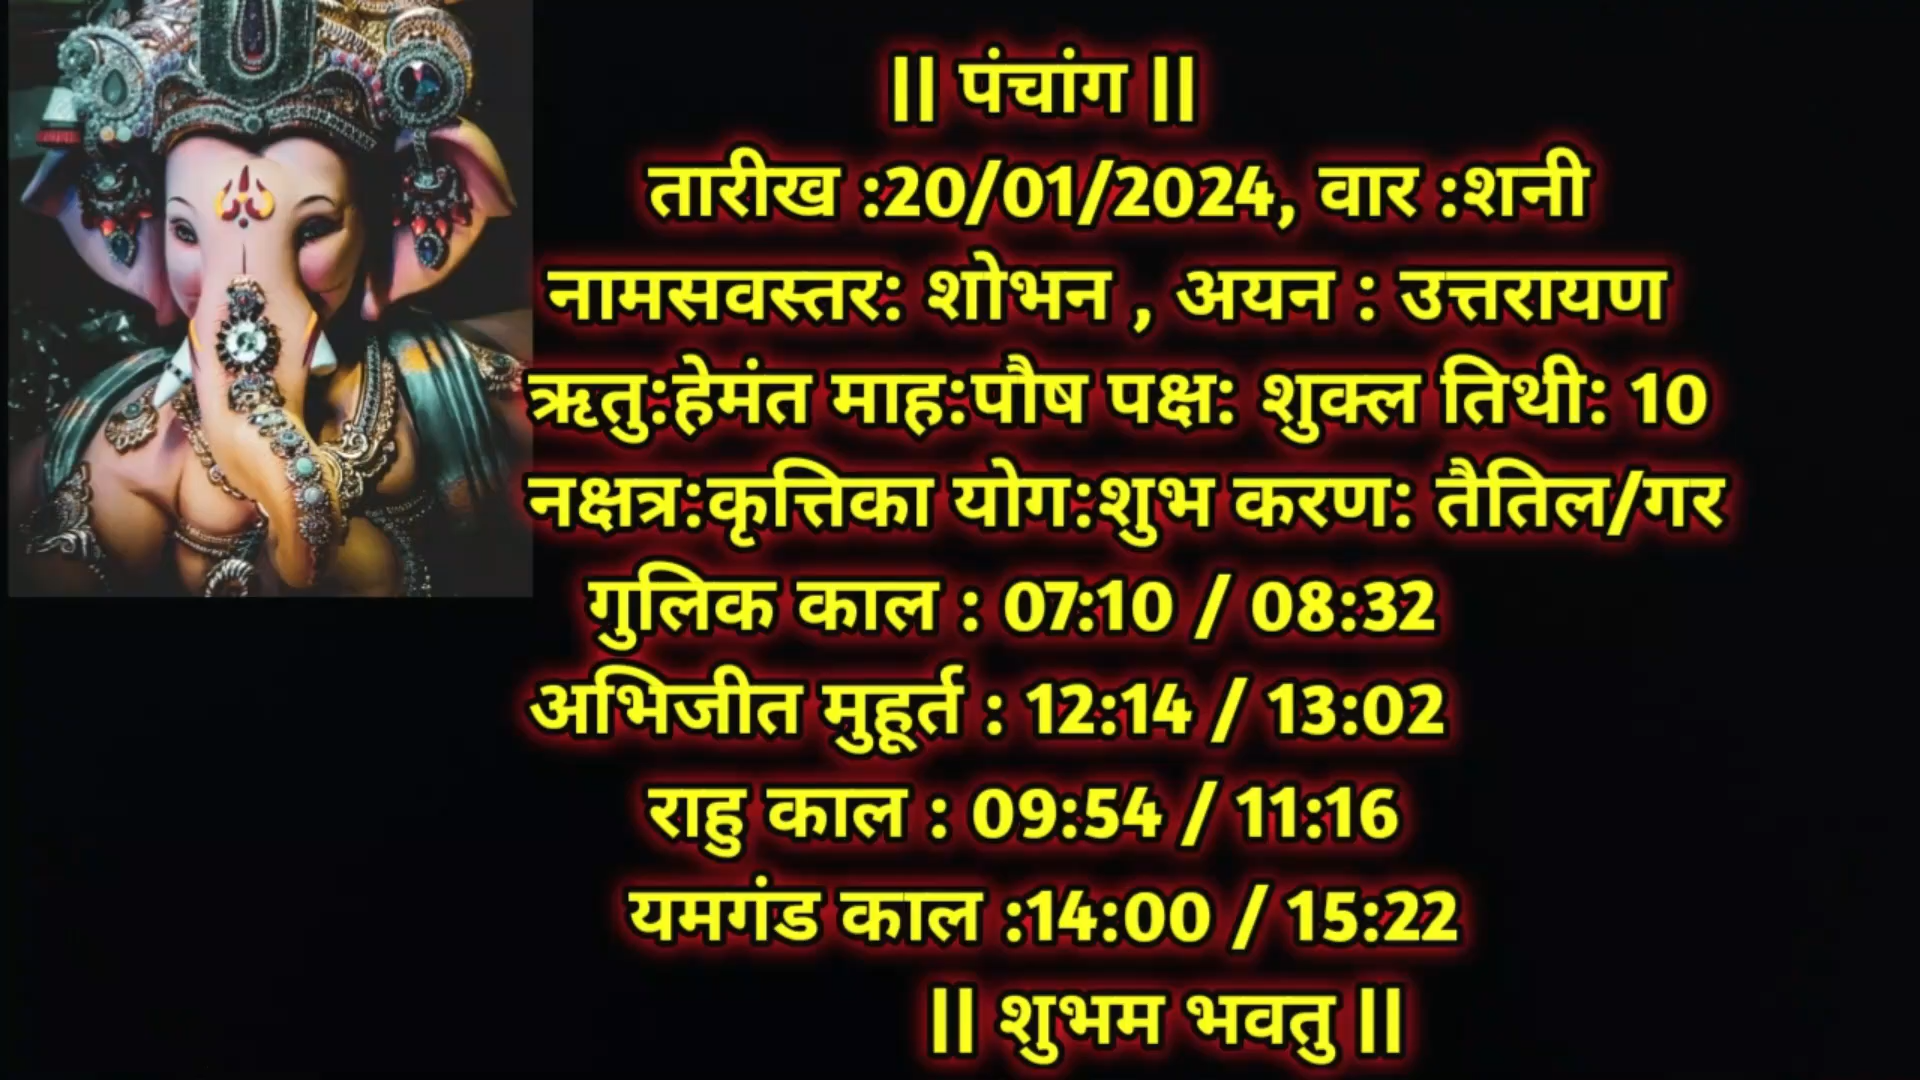 || पंचांग ||
तारीख :20/01/2024, वार :शनी
नामसवस्तर: शोभन , अयन : उत्तरायण
ऋतु:हेमंत माह:पौष पक्ष: शुक्ल तिथी: 10
नक्षत्र:कृत्तिका योग:शुभ करण: तैतिल/गर
गुलिक काल : 07:10 / 08:32
अभिजीत मुहूर्त : 12:14 / 13:02
राहु काल : 09:54 / 11:16
यमगंड काल :14:00 / 15:22
|| शुभम भवतु ||